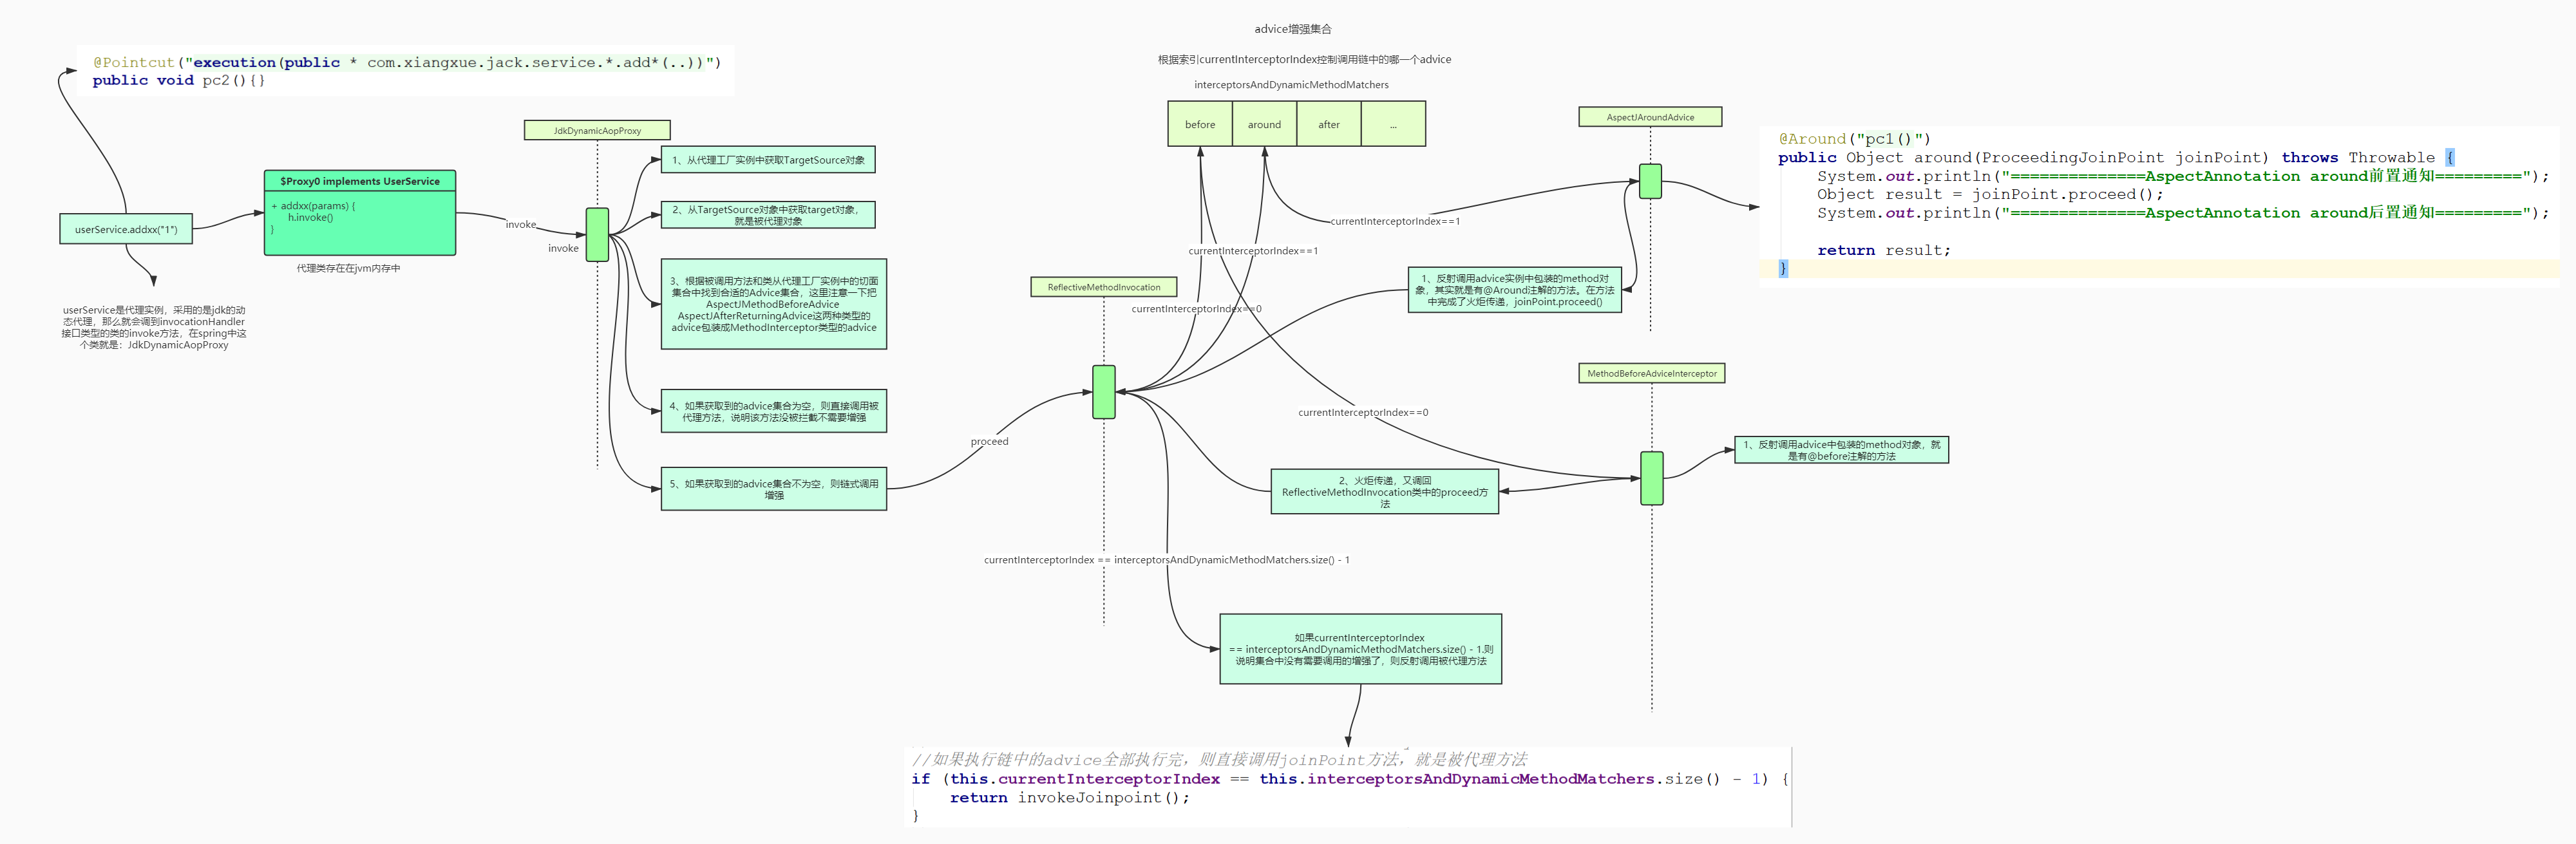 advice增强集合
根据索引currentInterceptorIndex控制调用链中的哪一个advice
interceptorsAndDynamicMethodMatchers
before
around
after
...
@Pointcut("execution(public * com.xiangxue.jack.service.*.add*(..))")
public void pc2(){}
JdkDynamicAopProxy
$Proxy0 implements UserService
+ addxx(params) {
h.invoke()
}
代理类存在在jvm内存中
userService.addxx("1")
userService是代理实例，采用的是jdk的动
态代理，那么就会调到invocationHandler
接口类型的类的invoke方法，在spring中这
个类就是：JdkDynamicAopProxy
invoke
invoke
1、从代理工厂实例中获取TargetSource对象
2、从TargetSource对象中获取target对象，
就是被代理对象
3、根据被调用方法和类从代理工厂实例中的切面
集合中找到合适的Advice集合，这里注意一下把
AspectJMethodBeforeAdvice
AspectJAfterReturningAdvice这两种类型的
advice包装成MethodInterceptor类型的advice
4、如果获取到的advice集合为空，则直接调用被
代理方法，说明该方法没被拦截不需要增强
5、如果获取到的advice集合不为空，则链式调用
增强
proceed
ReflectiveMethodInvocation
currentInterceptorIndex==1
currentInterceptorIndex==1
currentInterceptorIndex==0
currentInterceptorIndex==0
AspectJAroundAdvice
1、反射调用advice实例中包装的method对
象，其实就是有@Around注解的方法。在方法
中完成了火炬传递，joinPoint.proceed()
@Around("pc1()")
public Object around(ProceedingJoinPoint joinPoint) throws Throwable {
System.out.println("==============AspectAnnotation around前置通知=========");
Object result = joinPoint.proceed();
System.out.println("==============AspectAnnotation around后置通知=========");
return result;
}
MethodBeforeAdviceInterceptor
1、反射调用advice中包装的method对象，就
是有@before注解的方法
2、火炬传递，又调回
ReflectiveMethodInvocation类中的proceed方
法
currentInterceptorIndex == interceptorsAndDynamicMethodMatchers.size() - 1
如果currentInterceptorIndex
== interceptorsAndDynamicMethodMatchers.size() - 1.则
说明集合中没有需要调用的增强了，则反射调用被代理方法
//如果执行链中的advice全部执行完，则直接调用joinPoint方法，就是被代理方法
if (this.currentInterceptorIndex == this.interceptorsAndDynamicMethodMatchers.size() - 1) {
return invokeJoinpoint();
}